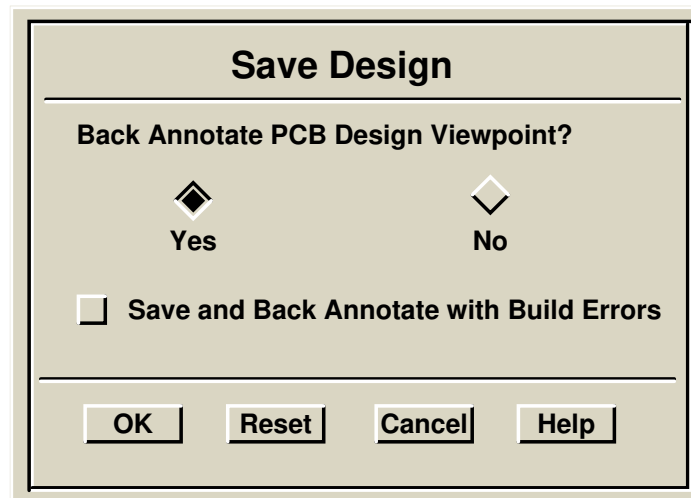 Save Design
Back Annotate PCB Design Viewpoint?
Yes No
Save and Back Annotate with Build Errors
OK Reset Cancel Help